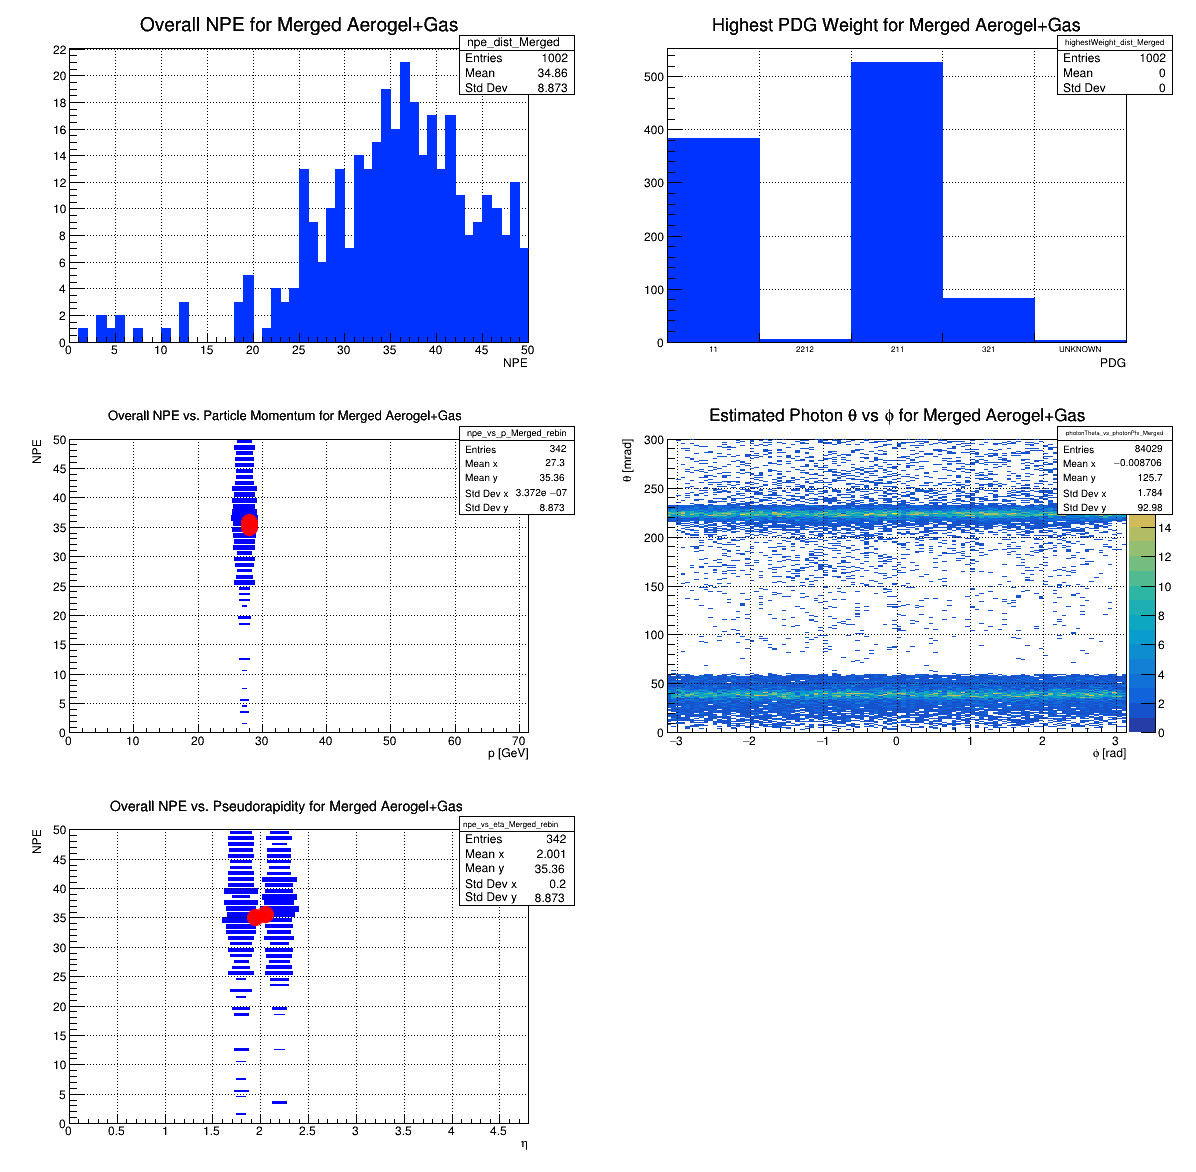 Overall NPE for Merged Aerogel+Gas
npe_dist_Merged
Entries 1002
Mean 34.86
Std Dev 8.873
22
20
18
16
14
12
10
8
6
4
2
0
0 5 10 15 20 25 30 35 40 45 50
NPE
Highest PDG Weight for Merged Aerogel+Gas
highestWeight_dist_Merged
Entries 1002
Mean 0
Std Dev 0
500
400
300
200
100
0
11 2212 211 321 UNKNOWN
PDG
Overall NPE vs. Particle Momentum for Merged Aerogel+Gas
npe_vs_p_Merged_rebin
Entries 342
Mean x 27.3
Mean y 35.36
Std Dev x 3.372e −07
Std Dev y 8.873
NPE
50
45
40
35
30
25
20
15
10
5
0
0 10 20 30 40 50 60 70
p [GeV]
Estimated Photon θ vs ϕ for Merged Aerogel+Gas
photonTheta_vs_photonPhi_Merged
Entries 84029
Mean x −0.008706
Mean y 125.7
Std Dev x 1.784
Std Dev y 92.98
θ [mrad]
300
250
200
150
100
50
0
−3 −2 −1 0 1 2 3
ϕ [rad]
14
12
10
8
6
4
2
0
Overall NPE vs. Pseudorapidity for Merged Aerogel+Gas
npe_vs_eta_Merged_rebin
Entries 342
Mean x 2.001
Mean y 35.36
Std Dev x 0.2
Std Dev y 8.873
NPE
50
45
40
35
30
25
20
15
10
5
0
0 0.5 1 1.5 2 2.5 3 3.5 4 4.5
η